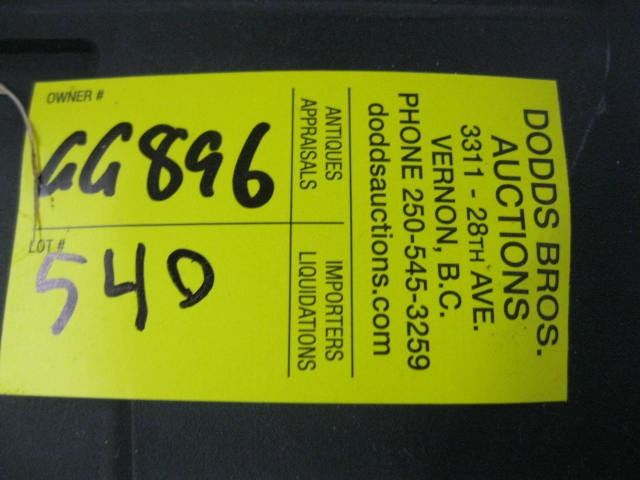 DODDS BROS.
AUCTIONS
3311 - 28TH AVE.
VERNON, B.C.
PHONE 250-545-3259
doddsauctions.com
ANTIQUES IMPORTERS
APPRAISALS LIQUIDATIONS
OWNER #
GG896
LOT #
540